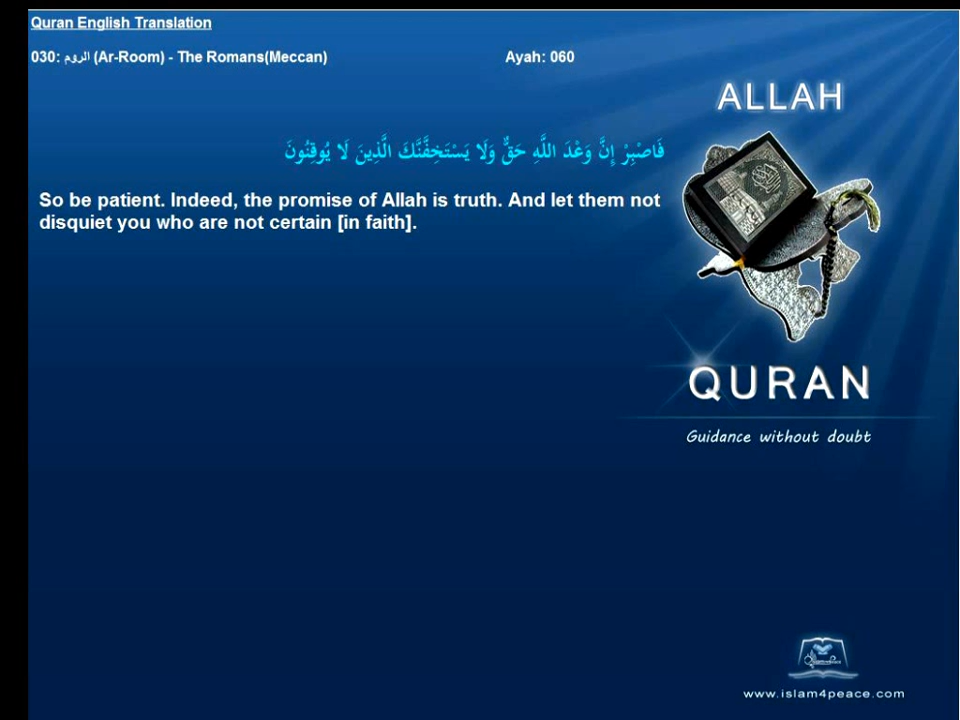 Quran English Translation
030: الروم (Ar-Room) - The Romans(Meccan) Ayah: 060
ALLAH
فَاصْبِرْ إِنَّ وَعْدَ اللَّهِ حَقٌّ وَلَا يَسْتَخِفَّنَّكَ الَّذِينَ لَا يُوقِنُونَ
So be patient. Indeed, the promise of Allah is truth. And let them not
disquiet you who are not certain [in faith].
QURAN
Guidance without doubt
www.islam4peace.com